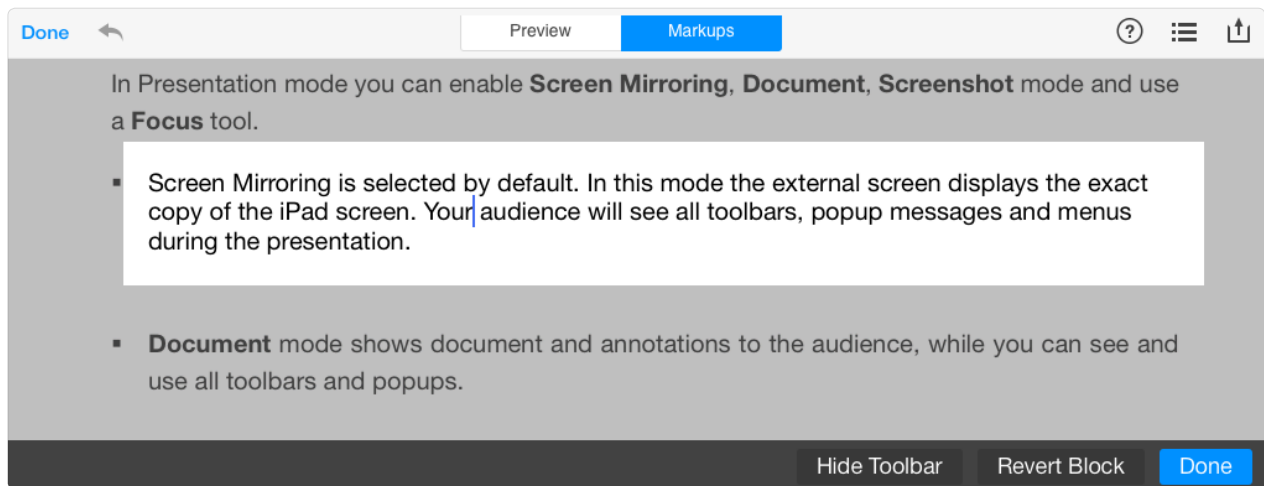 Done
Preview
Markups
?
In Presentation mode you can enable Screen Mirroring, Document, Screenshot mode and use
a Focus tool.
▪ Screen Mirroring is selected by default. In this mode the external screen displays the exact
copy of the iPad screen. Your audience will see all toolbars, popup messages and menus
during the presentation.
▪ Document mode shows document and annotations to the audience, while you can see and
use all toolbars and popups.
Hide Toolbar
Revert Block
Done